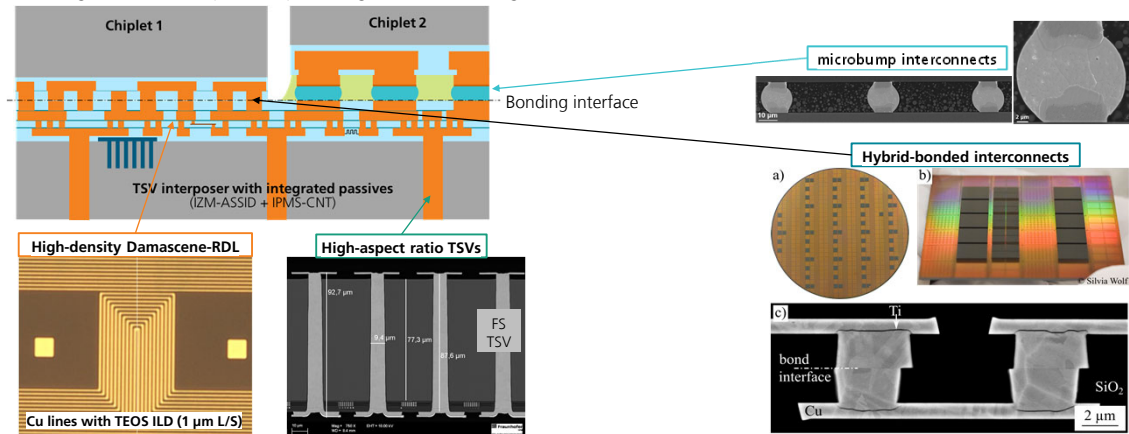 Chiplet 1
Chiplet 2
microbump interconnects
Bonding interface
10 µm
2 µm
Hybrid-bonded interconnects
TSV interposer with integrated passives
(IZM-ASSID + IPMS-CNT)
High-density Damascene-RDL
High-aspect ratio TSVs
a)
b)
© Silvia Wolf
92,7 µm
9,4 µm
77,3 µm
87,6 µm
FS
TSV
Cu lines with TEOS ILD (1 µm L/S)
c)
Ti
bond
interface
SiO2
Cu
2 µm